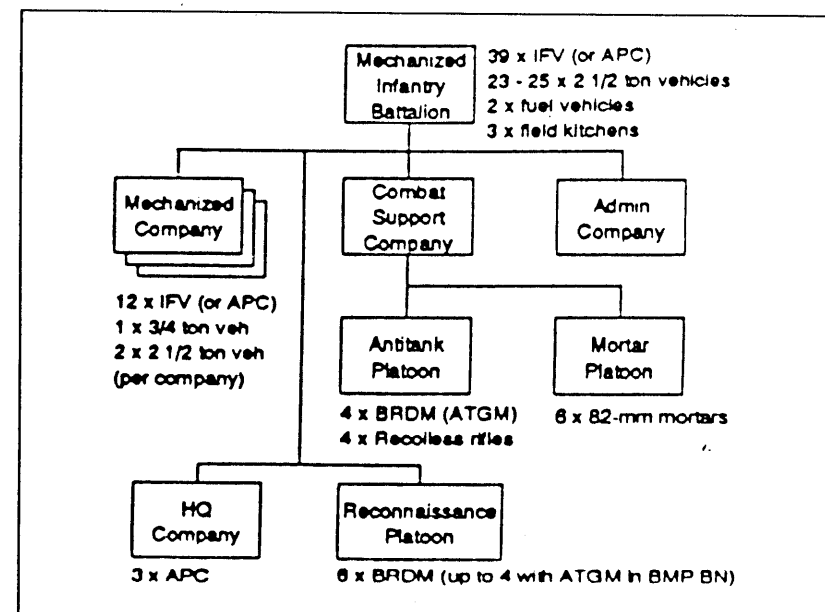 Mechanized
Infantry
Battalion
39 x IFV (or APC)
23 - 25 x 2 1/2 ton vehicles
2 x fuel vehicles
3 x field kitchens
Mechanized
Company
12 x IFV (or APC)
1 x 3/4 ton veh
2 x 2 1/2 ton veh
(per company)
Combat
Support
Company
Admin
Company
Antitank
Platoon
4 x BRDM (ATGM)
4 x Recoilless rifles
Mortar
Platoon
6 x 82-mm mortars
HQ
Company
3 x APC
Reconnaissance
Platoon
6 x BRDM (up to 4 with ATGM in BMP BN)